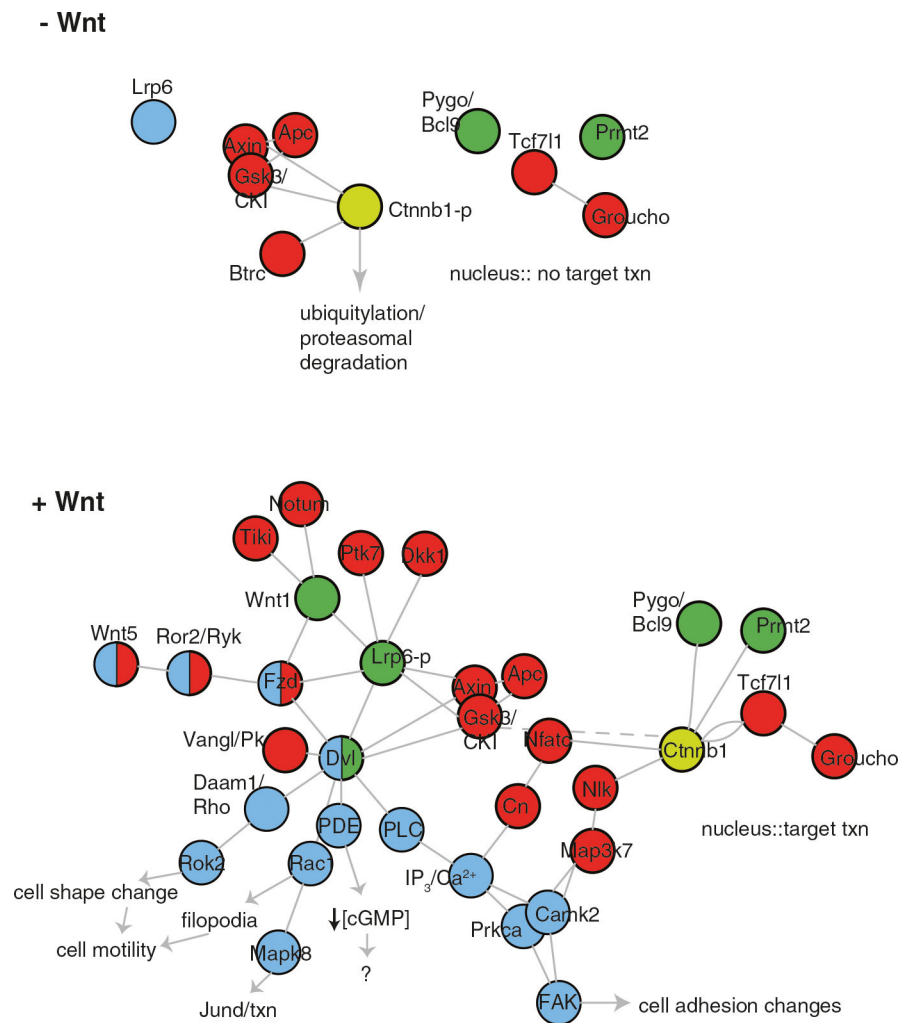 - Wnt
Lrp6
Pygo/
Bcl9
Prmt2
Apc
Axin
Tcf7l1
Gsk3/
CKI
Ctnnb1-p
Groucho
Btrc
nucleus:: no target txn
ubiquitylation/
proteasomal
degradation
+ Wnt
Notum
Tiki
Ptk7
Dkk1
Wnt1
Pygo/
Bcl9
Prmt2
Wnt5
Ror2/Ryk
Lrp6-p
Fzd
Axin
Apc
Tcf7l1
Gsk3/
CKI
Vangl/Pk
Dvl
Nfatc
Ctnnb1
Groucho
Daam1/
Rho
Nlk
Cn
PDE
PLC
nucleus::target txn
Map3k7
Rok2
Rac1
IP3/Ca2+
cell shape change
filopodia
[cGMP]
Prkca
Camk2
cell motility
Mapk8
?
Jund/txn
FAK
cell adhesion changes